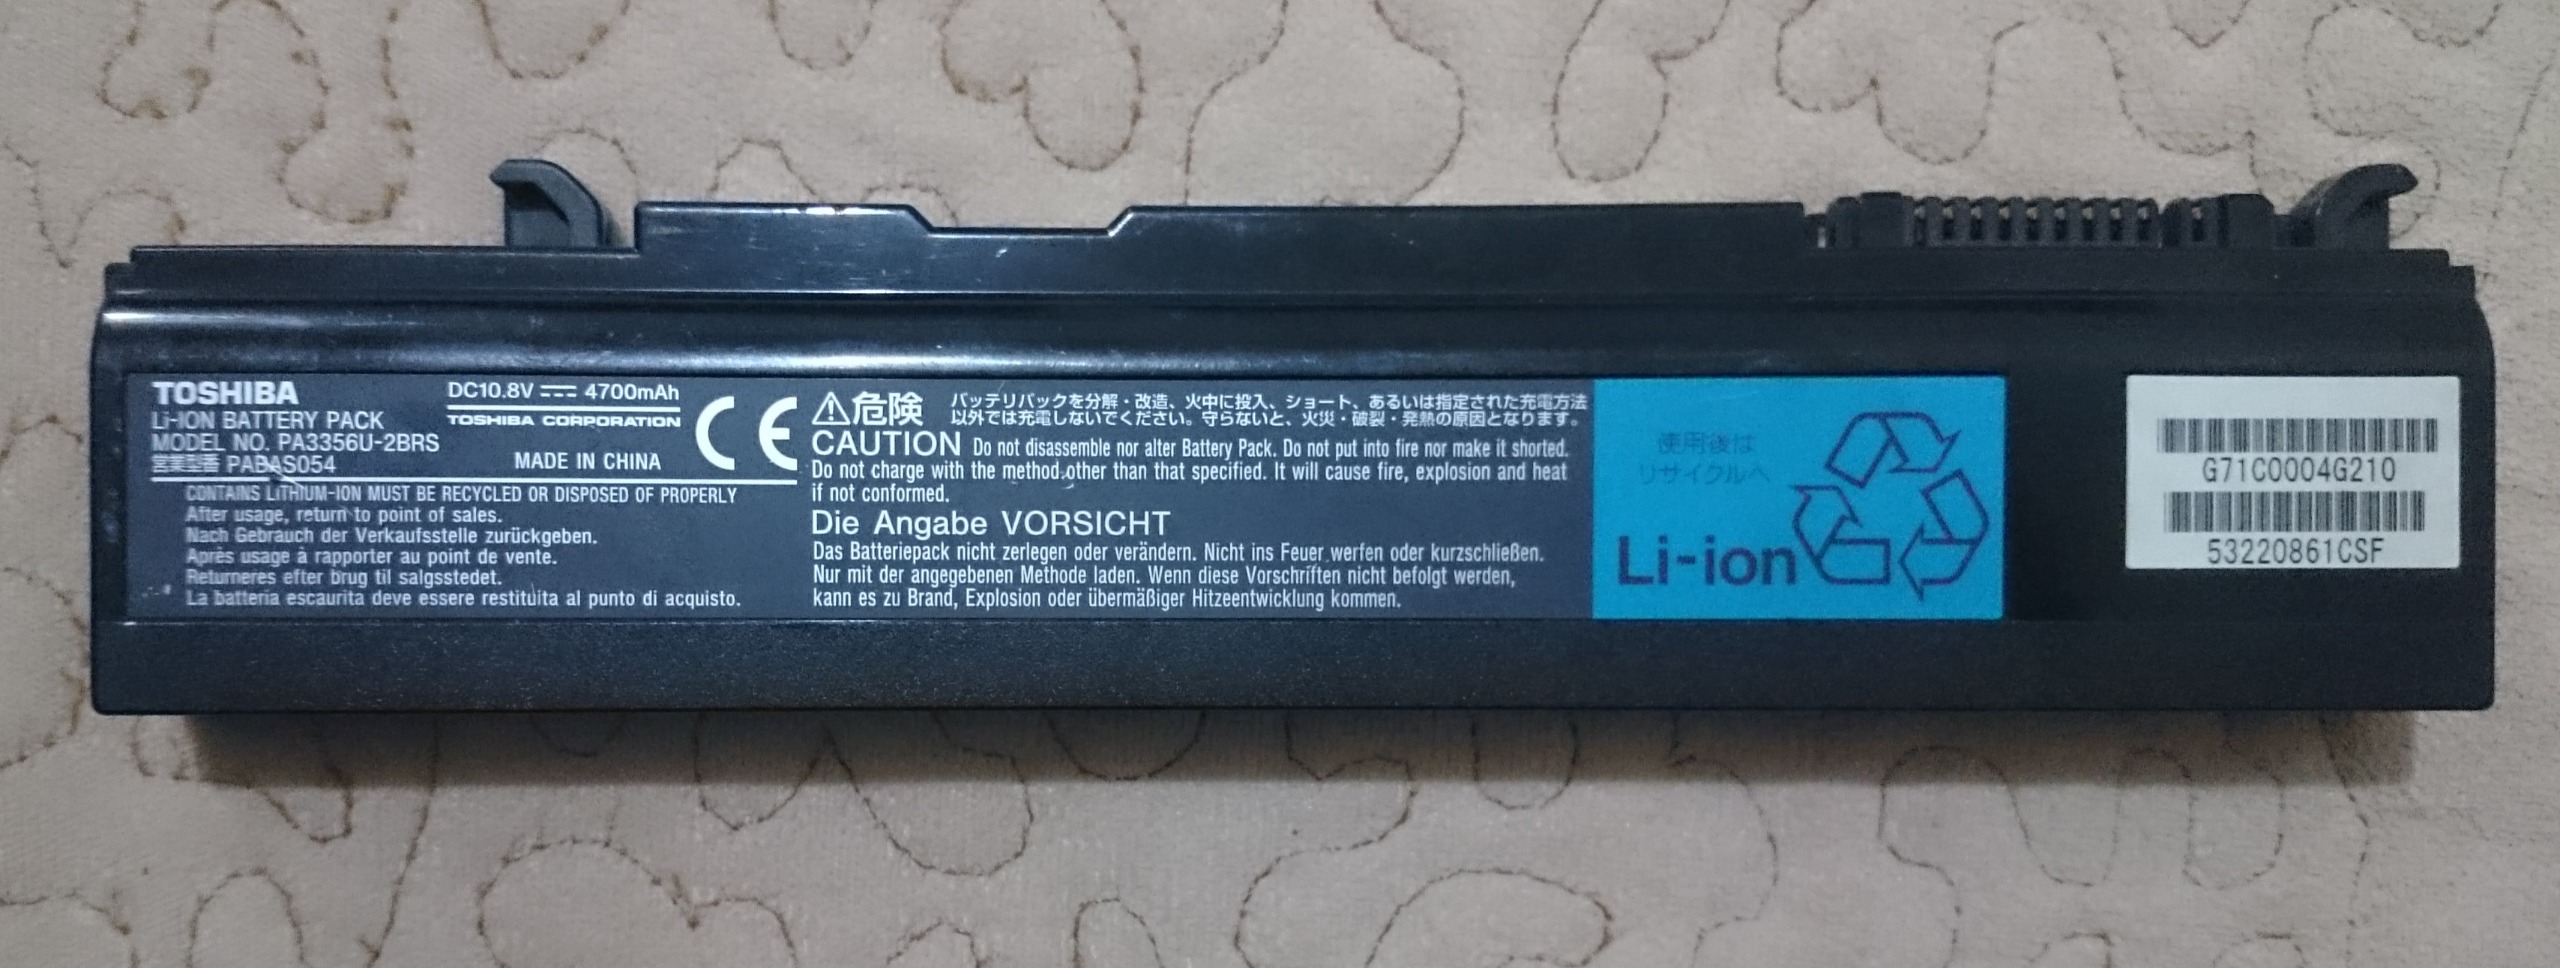 TOSHIBA
Li-ION BATTERY PACK
MODEL NO. PA3356U-2BRS
営業型番 PABAS054
DC10.8V 4700mAh
TOSHIBA CORPORATION
MADE IN CHINA
CE
CONTAINS LITHIUM-ION MUST BE RECYCLED OR DISPOSED OF PROPERLY
After usage, return to point of sales.
Nach Gebrauch der Verkaufsstelle zurückgeben.
Après usage à rapporter au point de vente.
Returneres efter brug til salgsstedet.
La batteria escaurita deve essere restituita al punto di acquisto.
⚠危険 バッテリパックを分解・改造、火中に投入、ショート、あるいは指定された充電方法
以外では充電しないでください。守らないと、火災・破裂・発熱の原因となります。
CAUTION Do not disassemble nor alter Battery Pack. Do not put into fire nor make it shorted.
Do not charge with the method other than that specified. It will cause fire, explosion and heat
if not conformed.
Die Angabe VORSICHT
Das Batteriepack nicht zerlegen oder verändern. Nicht ins Feuer werfen oder kurzschließen.
Nur mit der angegebenen Methode laden. Wenn diese Vorschriften nicht befolgt werden,
kann es zu Brand, Explosion oder übermäßiger Hitzeentwicklung kommen.
使用後は
リサイクルへ
Li-ion
G71C0004G210
53220861CSF